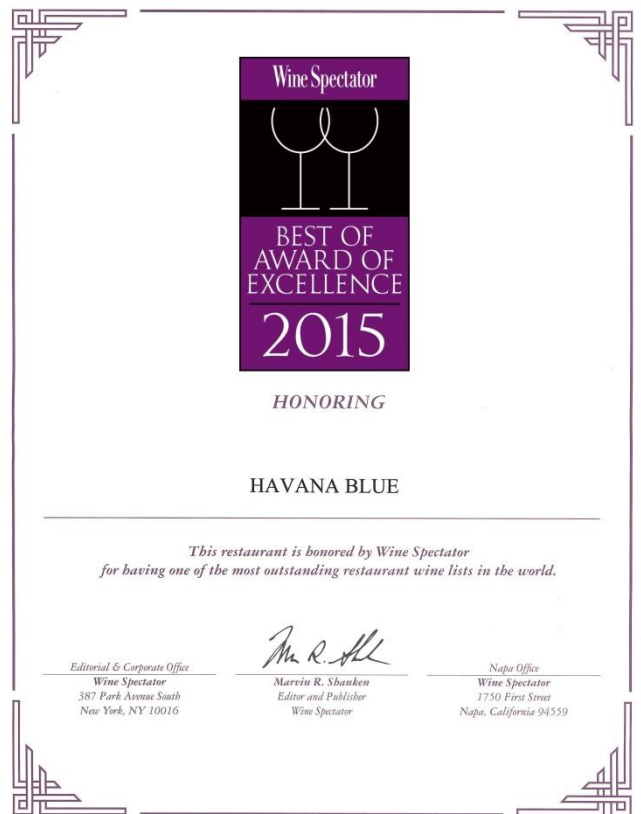 Wine Spectator
BEST OF
AWARD OF
EXCELLENCE
2015
HONORING
HAVANA BLUE
This restaurant is honored by Wine Spectator
for having one of the most outstanding restaurant wine lists in the world.
Editorial & Corporate Office
Wine Spectator
387 Park Avenue South
New York, NY 10016
Marvin R. Shanken
Editor and Publisher
Wine Spectator
Napa Office
Wine Spectator
1750 First Street
Napa, California 94559